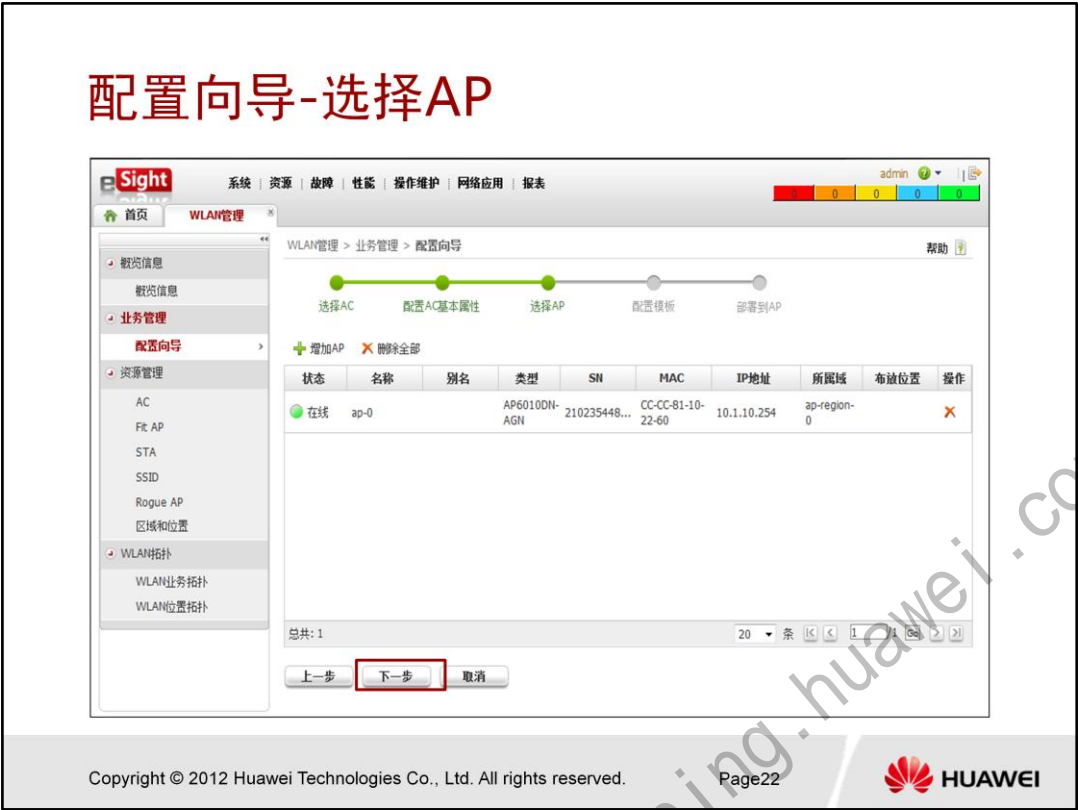 配置向导-选择AP
eSight
系统 | 资源 | 故障 | 性能 | 操作维护 | 网络应用 | 报表
admin
0 0 0 0 0
首页 WLAN管理
WLAN管理 > 业务管理 > 配置向导
帮助
概览信息
概览信息
业务管理
配置向导
资源管理
AC
Fit AP
STA
SSID
Rogue AP
区域和位置
WLAN拓扑
WLAN业务拓扑
WLAN位置拓扑
选择AC 配置AC基本属性 选择AP 配置模板 部署到AP
增加AP 删除全部
状态 名称 别名 类型 SN MAC IP地址 所属域 布放位置 操作
在线 ap-0 AP6010DN-AGN 210235448... CC-CC-81-10-22-60 10.1.10.254 ap-region-0
总共: 1
20 条 1 /1 Go
上一步 下一步 取消
Copyright © 2012 Huawei Technologies Co., Ltd. All rights reserved.
Page22
HUAWEI
ning.huawei.co